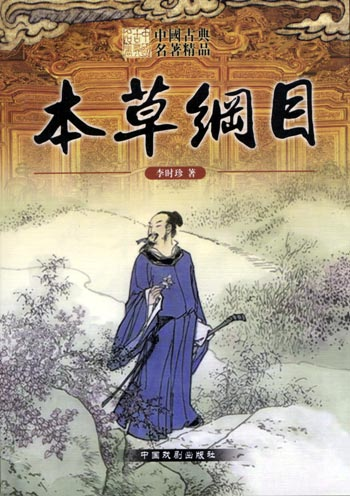 中國古典
名著精品
本草綱目
李时珍 著
中国戏剧出版社